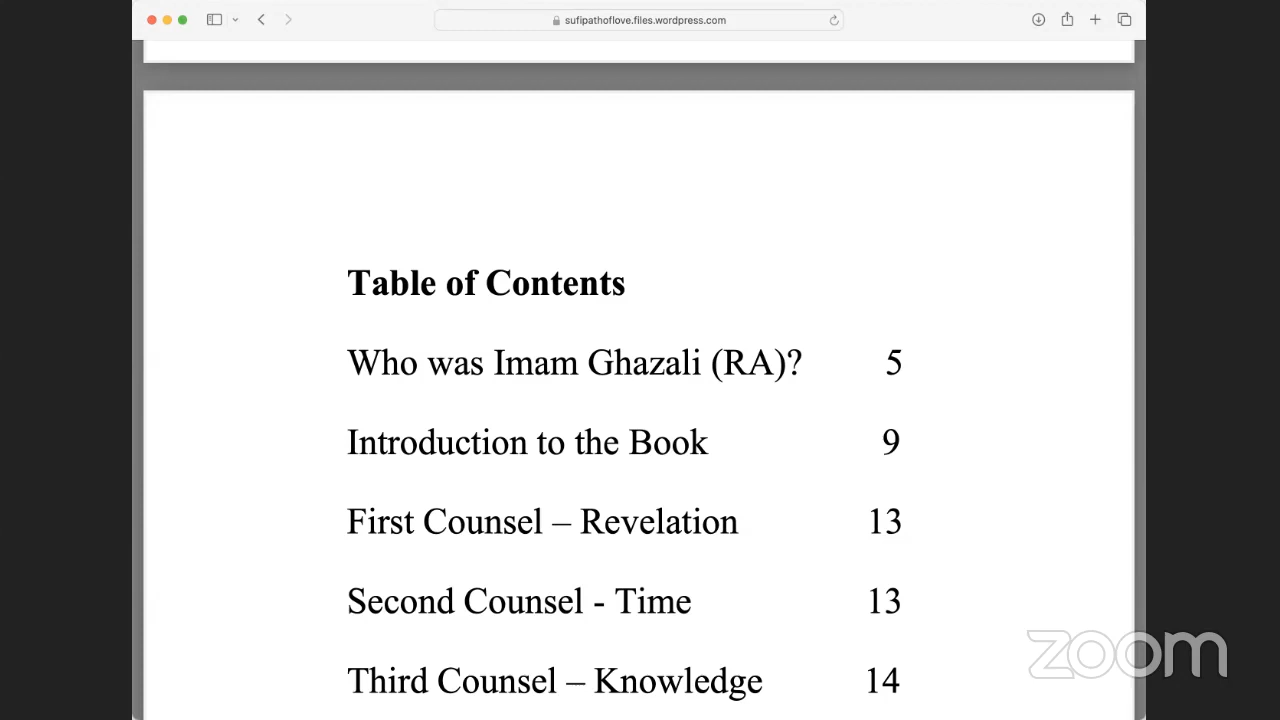 sufipathoflove.files.wordpress.com
Table of Contents
Who was Imam Ghazali (RA)? 5
Introduction to the Book 9
First Counsel – Revelation 13
Second Counsel - Time 13
Third Counsel – Knowledge 14
zoom